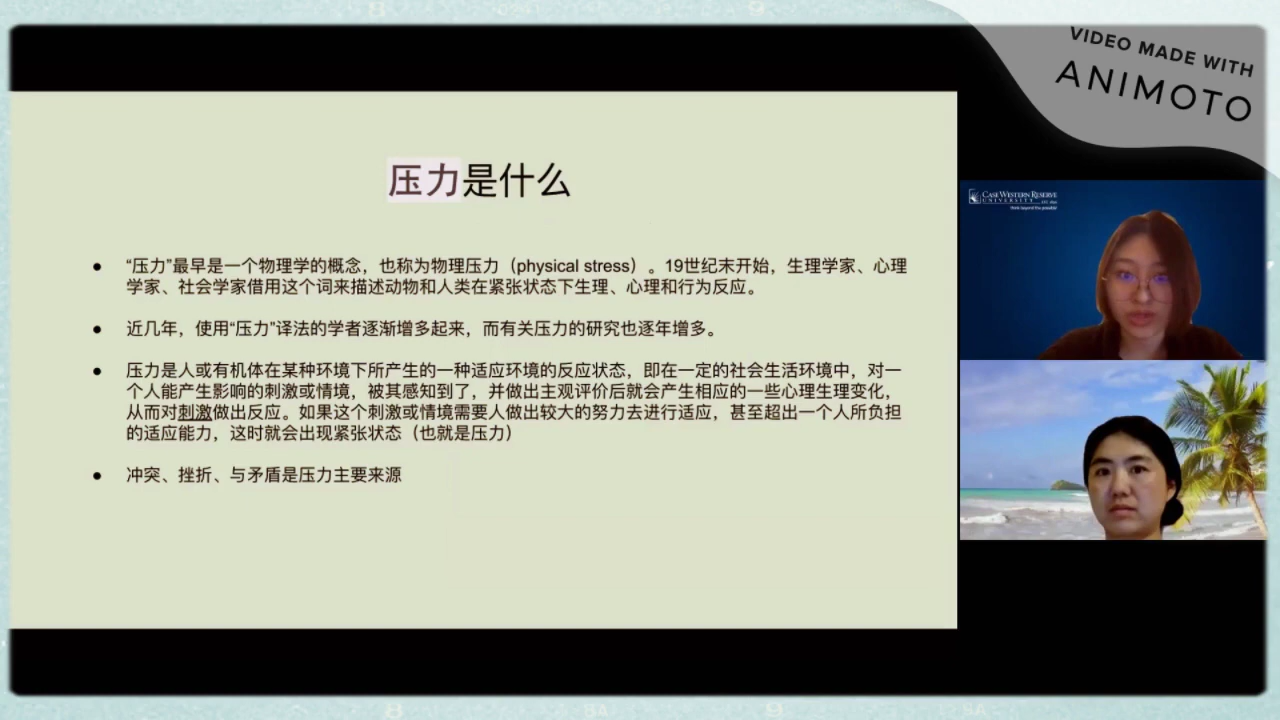 VIDEO MADE WITH
ANIMOTO
压力是什么
“压力”最早是一个物理学的概念，也称为物理压力（physical stress）。19世纪末开始，生理学家、心理
学家、社会学家借用这个词来描述动物和人类在紧张状态下生理、心理和行为反应。
近几年，使用“压力”译法的学者逐渐增多起来，而有关压力的研究也逐年增多。
压力是人或有机体在某种环境下所产生的一种适应环境的反应状态，即在一定的社会生活环境中，对一
个人能产生影响的刺激或情境，被其感知到了，并做出主观评价后就会产生相应的一些心理生理变化，
从而对刺激做出反应。如果这个刺激或情境需要人做出较大的努力去进行适应，甚至超出一个人所负担
的适应能力，这时就会出现紧张状态（也就是压力）
冲突、挫折、与矛盾是压力主要来源
CASE WESTERN RESERVE
UNIVERSITY
think beyond the possible